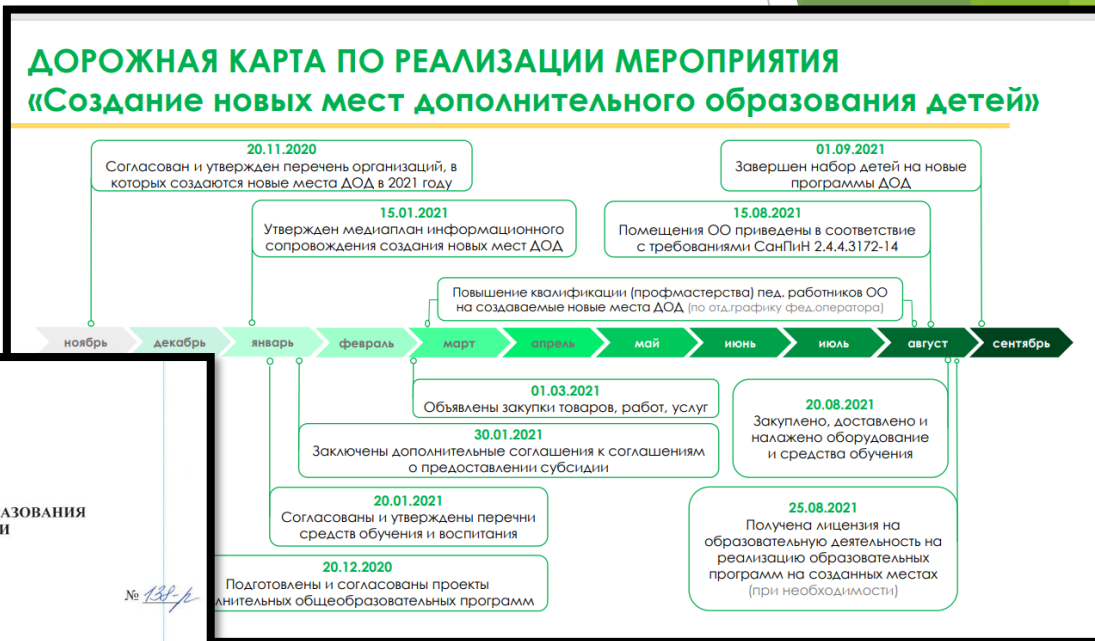 ДОРОЖНАЯ КАРТА ПО РЕАЛИЗАЦИИ МЕРОПРИЯТИЯ
«Создание новых мест дополнительного образования детей»
20.11.2020
Согласован и утвержден перечень организаций, в
которых создаются новые места ДОД в 2021 году
01.09.2021
Завершен набор детей на новые
программы ДОД
15.01.2021
Утвержден медиаплан информационного
сопровождения создания новых мест ДОД
15.08.2021
Помещения ОО приведены в соответствие
с требованиями СанПиН 2.4.4.3172-14
Повышение квалификации (профмастерства) пед. работников ОО
на создаваемые новые места ДОД (по отд.графику фед.оператора)
ноябрь декабрь январь февраль март апрель май июнь июль август сентябрь
01.03.2021
Объявлены закупки товаров, работ, услуг
30.01.2021
Заключены дополнительные соглашения к соглашениям
о предоставлении субсидии
20.08.2021
Закуплено, доставлено и
налажено оборудование
и средства обучения
20.01.2021
Согласованы и утверждены перечни
средств обучения и воспитания
25.08.2021
Получена лицензия на
образовательную деятельность на
реализацию образовательных
программ на созданных местах
(при необходимости)
20.12.2020
Подготовлены и согласованы проекты
лнительных общеобразовательных программ
АЗОВАНИЯ
И
№ 138-р